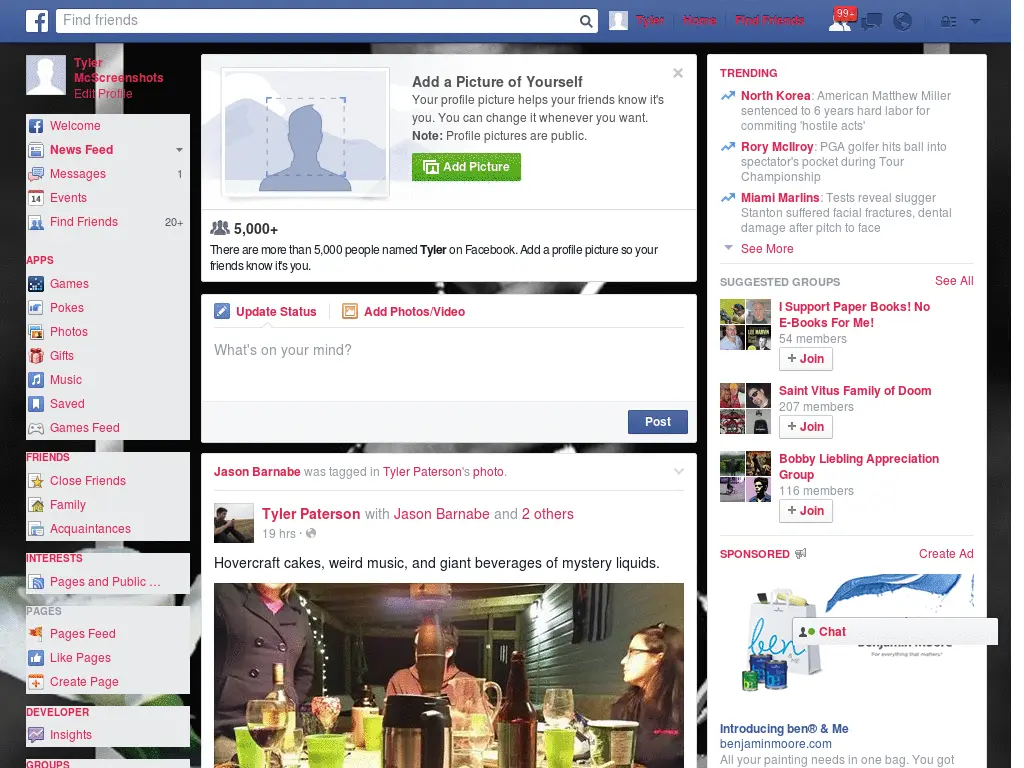 Find friends
Tyler
Home
Find Friends
99+
Tyler
McScreenshots
Edit Profile
Welcome
News Feed
Messages 1
14 Events
Find Friends 20+
APPS
Games
Pokes
Photos
Gifts
Music
Saved
Games Feed
FRIENDS
Close Friends
Family
Acquaintances
INTERESTS
Pages and Public ...
PAGES
Pages Feed
Like Pages
Create Page
DEVELOPER
Insights
GROUPS
Add a Picture of Yourself
Your profile picture helps your friends know it's
you. You can change it whenever you want.
Note: Profile pictures are public.
Add Picture
5,000+
There are more than 5,000 people named Tyler on Facebook. Add a profile picture so your
friends know it's you.
Update Status
Add Photos/Video
What's on your mind?
Post
Jason Barnabe was tagged in Tyler Paterson's photo.
Tyler Paterson with Jason Barnabe and 2 others
19 hrs ·
Hovercraft cakes, weird music, and giant beverages of mystery liquids.
TRENDING
North Korea: American Matthew Miller
sentenced to 6 years hard labor for
commiting 'hostile acts'
Rory McIlroy: PGA golfer hits ball into
spectator's pocket during Tour
Championship
Miami Marlins: Tests reveal slugger
Stanton suffered facial fractures, dental
damage after pitch to face
See More
SUGGESTED GROUPS See All
I Support Paper Books! No
E-Books For Me!
54 members
+ Join
LEE MARVIN
Saint Vitus Family of Doom
207 members
+ Join
Bobby Liebling Appreciation
Group
116 members
+ Join
SPONSORED Create Ad
ben
Chat
Benjamin Moore
For everything that matters.
Introducing ben® & Me
benjaminmoore.com
All your painting needs in one bag. You got